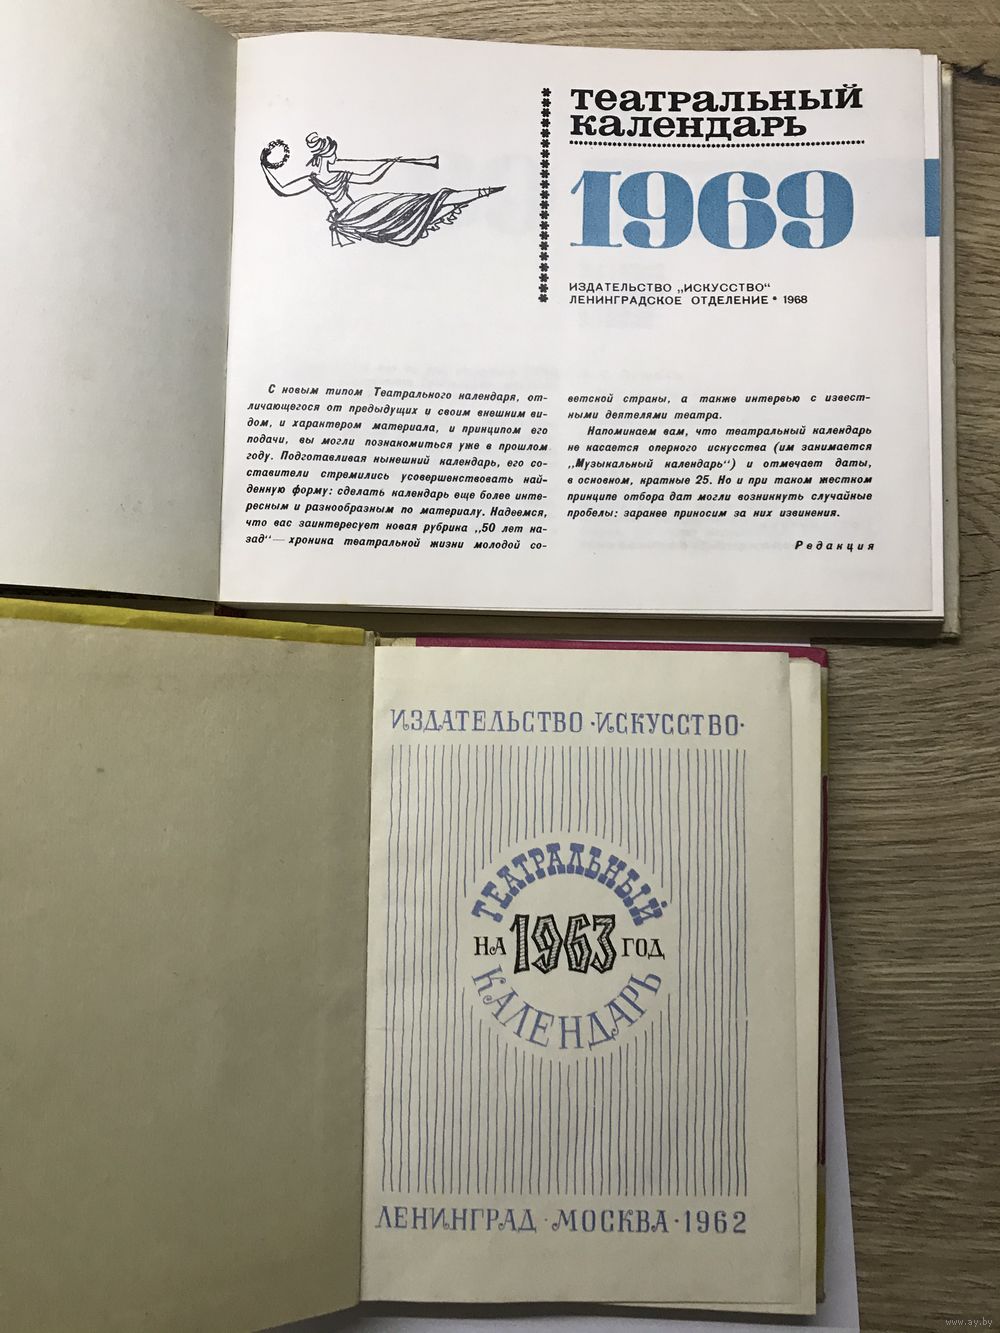 театральный
календарь
1969
ИЗДАТЕЛЬСТВО „ИСКУССТВО“
ЛЕНИНГРАДСКОЕ ОТДЕЛЕНИЕ • 1968
С новым типом Театрального календаря, от-
личающегося от предыдущих и своим внешним ви-
дом, и характером материала, и принципом его
подачи, вы могли познакомиться уже в прошлом
году. Подготавливая нынешний календарь, его со-
ставители стремились усовершенствовать най-
денную форму: сделать календарь еще более инте-
ресным и разнообразным по материалу. Надеемся,
что вас заинтересует новая рубрика „50 лет на-
зад“ — хроника театральной жизни молодой со-
ветской страны, а также интервью с извест-
ными деятелями театра.
Напоминаем вам, что театральный календарь
не касается оперного искусства (им занимается
„Музыкальный календарь“) и отмечает даты,
в основном, кратные 25. Но и при таком жестком
принципе отбора дат могли возникнуть случайные
пробелы: заранее приносим за них извинения.
Редакция
ИЗДАТЕЛЬСТВО · ИСКУССТВО ·
ТЕАТРАЛЬНЫЙ
НА 1963 ГОД
КАЛЕНДАРЬ
ЛЕНИНГРАД · МОСКВА · 1962
www.ay.by